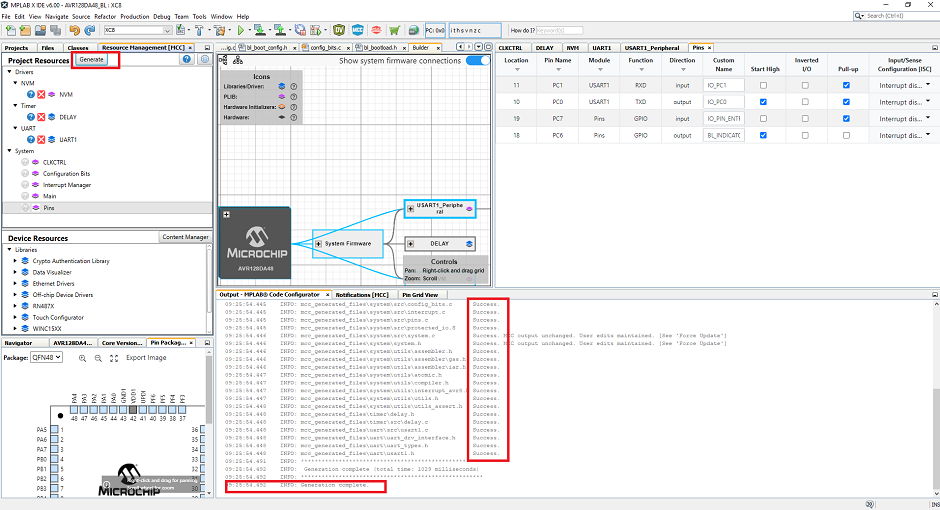 MPLAB X IDE v6.00 - AVR128DA48_BL : XC8
File Edit View Navigate Source Refactor Production Debug Team Tools Window Help
Search (Ctrl+I)
XC8
PC: 0x0
ithsvnzc
How do I?
Keyword(s)
Projects Files Classes Resource Management [MCC]
Project Resources Generate
Drivers
NVM
NVM
Timer
DELAY
UART
UART1
System
CLKCTRL
Configuration Bits
Interrupt Manager
Main
Pins
Device Resources Content Manager
Libraries
Crypto Authentication Library
Data Visualizer
Ethernet Drivers
Off-chip Device Drivers
RN487X
Touch Configurator
WINC15XX
Navigator AVR128DA4... Core Version... Pin Packag...
Package: QFN48
Export Image
PA4 PA3 PA2 PA1 PA0 GND1 VDD1 UPDI PF6 PF5 PF4 PF3
48 47 46 45 44 43 42 41 40 39 38 37
PA5 1 36
PA6 2 35
PA7 3 34
PB0 4 33
PB1 5 32
PB2 6 31
PB3 7 30
PB4 8 29
MICROCHIP
Right-click and drag for panning
for zoom
...ig.c bl_boot_config.h config_bits.c bl_bootload.h Builder
Show system firmware connections
Icons
Libraries/Driver:
PLIB:
Hardware Initializers:
Hardware:
MICROCHIP
AVR128DA48
System Firmware
USART1_Periphe
ral
DELAY
Controls
Pan: Right-click and drag grid
Zoom: Scroll
CLKCTRL DELAY NVM UART1 USART1_Peripheral Pins
Location Pin Name Module Function Direction Custom Name Start High Inverted I/O Pull-up Input/Sense Configuration [ISC]
11 PC1 USART1 RXD input IO_PC1 Interrupt dis...
10 PC0 USART1 TXD output IO_PC0 Interrupt dis...
19 PC7 Pins GPIO input IO_PIN_ENTI Interrupt dis...
18 PC6 Pins GPIO output BL_INDICATC Interrupt dis...
Output - MPLAB® Code Configurator Notifications [MCC] Pin Grid View
09:25:54.445 INFO: mcc_generated_files\system\src\config_bits.c Success.
09:25:54.446 INFO: mcc_generated_files\system\src\interrupt.c Success.
09:25:54.446 INFO: mcc_generated_files\system\src\pins.c Success.
09:25:54.446 INFO: mcc_generated_files\system\src\protected_io.S Success.
09:25:54.446 INFO: mcc_generated_files\system\src\system.c Success. MCC output unchanged. User edits maintained. [See 'Force Update']
09:25:54.446 INFO: mcc_generated_files\system\system.h Success. MCC output unchanged. User edits maintained. [See 'Force Update']
09:25:54.446 INFO: mcc_generated_files\system\utils\assembler.h Success.
09:25:54.446 INFO: mcc_generated_files\system\utils\assembler\gas.h Success.
09:25:54.446 INFO: mcc_generated_files\system\utils\assembler\iar.h Success.
09:25:54.447 INFO: mcc_generated_files\system\utils\atomic.h Success.
09:25:54.447 INFO: mcc_generated_files\system\utils\compiler.h Success.
09:25:54.447 INFO: mcc_generated_files\system\utils\interrupt_avr8.h Success.
09:25:54.447 INFO: mcc_generated_files\system\utils\utils.h Success.
09:25:54.448 INFO: mcc_generated_files\system\utils\utils_assert.h Success.
09:25:54.448 INFO: mcc_generated_files\timer\delay.h Success.
09:25:54.448 INFO: mcc_generated_files\timer\src\delay.c Success.
09:25:54.448 INFO: mcc_generated_files\uart\src\usart1.c Success.
09:25:54.448 INFO: mcc_generated_files\uart\uart_drv_interface.h Success.
09:25:54.448 INFO: mcc_generated_files\uart\uart_types.h Success.
09:25:54.448 INFO: mcc_generated_files\uart\usart1.h Success.
09:25:54.491 INFO: **************************************************
09:25:54.492 INFO: Generation complete (total time: 1029 milliseconds)
09:25:54.492 INFO: **************************************************
09:25:54.492 INFO: Generation complete.
INS